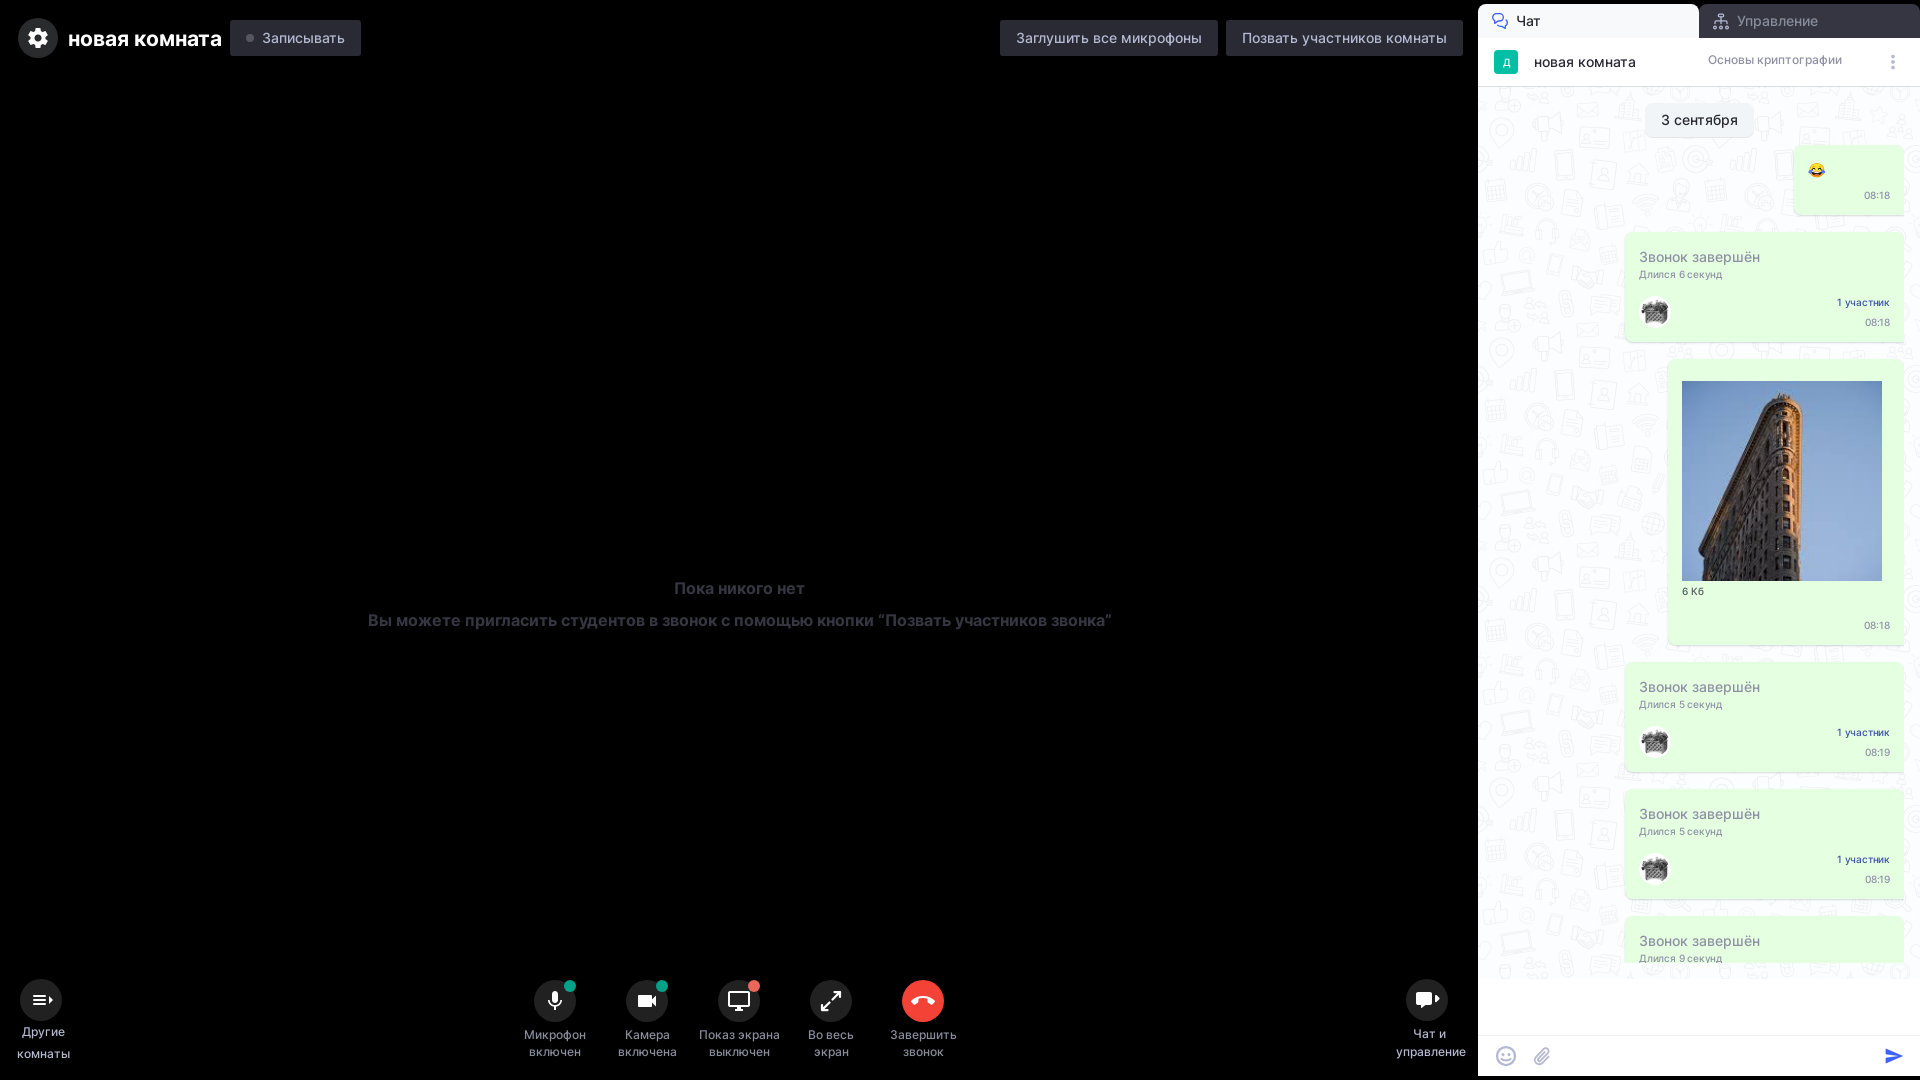 новая комната
Записывать
Заглушить все микрофоны
Позвать участников комнаты
Чат
Управление
Д
новая комната
Основы криптографии
3 сентября
08:18
Звонок завершён
Длился 6 секунд
1 участник
08:18
6 Кб
08:18
Звонок завершён
Длился 5 секунд
1 участник
08:19
Звонок завершён
Длился 5 секунд
1 участник
08:19
Звонок завершён
Длился 9 секунд
Пока никого нет
Вы можете пригласить студентов в звонок с помощью кнопки “Позвать участников звонка”
Другие
комнаты
Микрофон
включен
Камера
включена
Показ экрана
выключен
Во весь
экран
Завершить
звонок
Чат и
управление